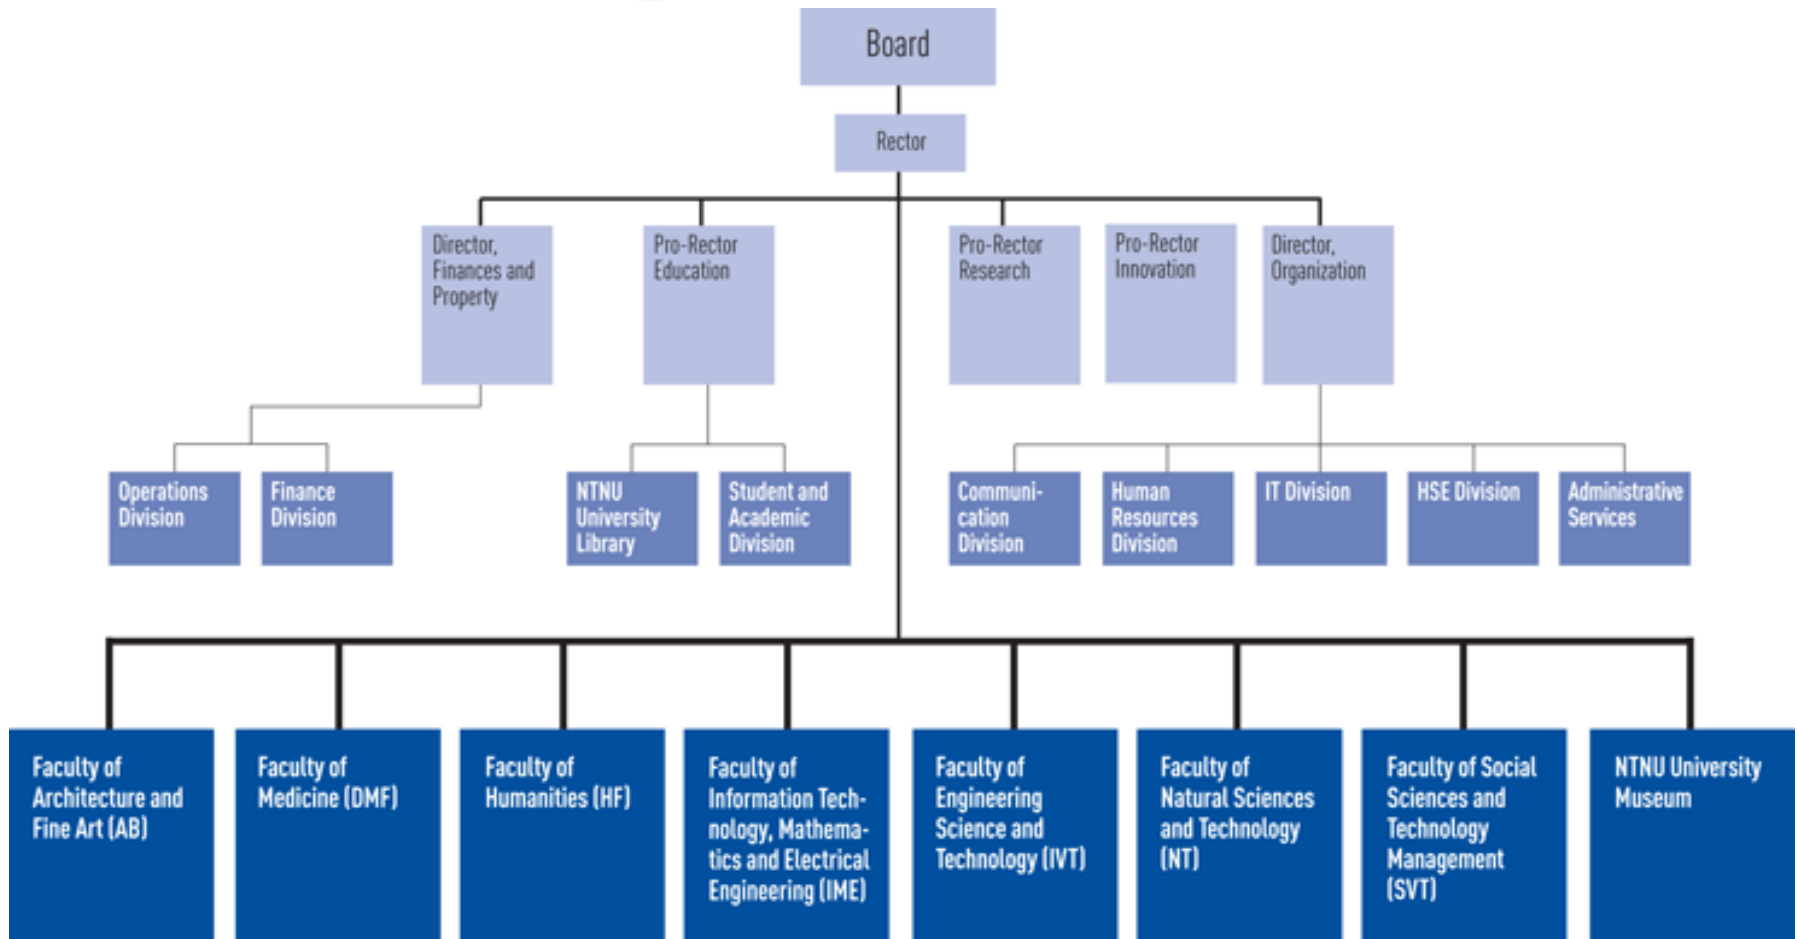 Board
Rector
Director,
Finances and
Property
Pro-Rector
Education
Pro-Rector
Research
Pro-Rector
Innovation
Director,
Organization
Operations
Division
Finance
Division
NTNU
University
Library
Student and
Academic
Division
Communi-
cation
Division
Human
Resources
Division
IT Division
HSE Division
Administrative
Services
Faculty of
Architecture and
Fine Art (AB)
Faculty of
Medicine (DMF)
Faculty of
Humanities (HF)
Faculty of
Information Tech-
nology, Mathema-
tics and Electrical
Engineering (IME)
Faculty of
Engineering
Science and
Technology (IVT)
Faculty of
Natural Sciences
and Technology
(NT)
Faculty of Social
Sciences and
Technology
Management
(SVT)
NTNU University
Museum